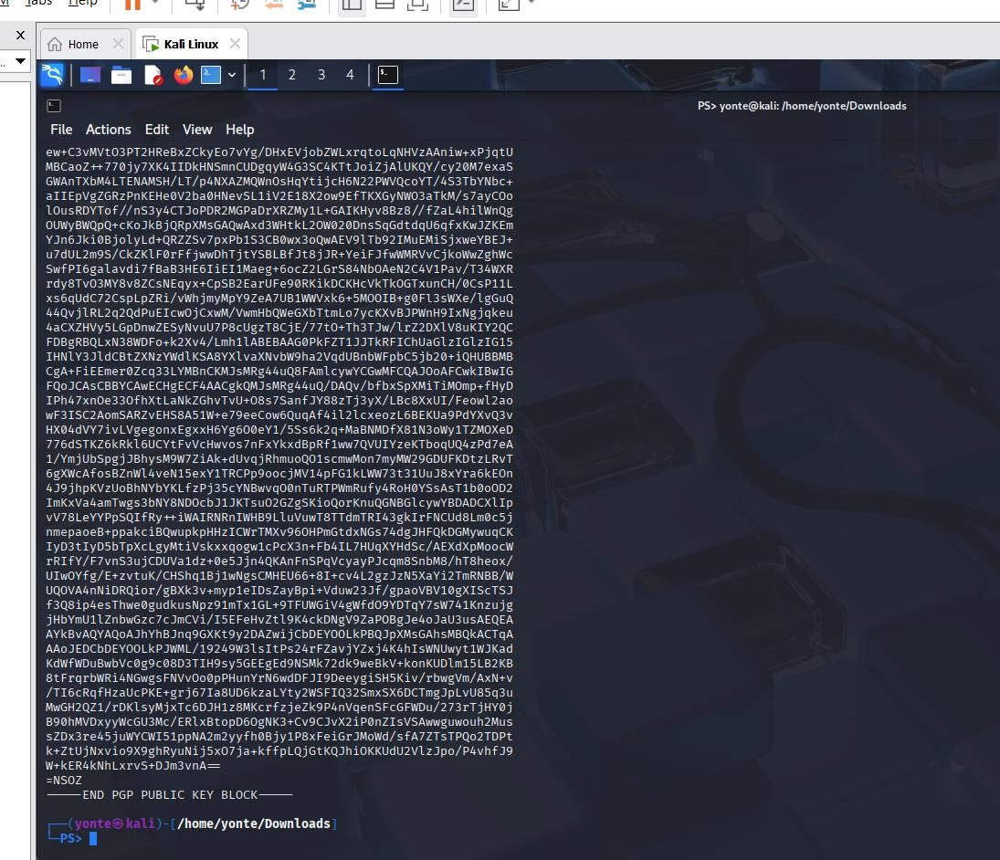 Tabs Help
Home
Kali Linux
1 2 3 4
PS> yonte@kali: /home/yonte/Downloads
File Actions Edit View Help
ew+C3vMVtO3PT2HReBxZCkyEo7vYg/DHxEVjobZWLxrqtoLqNHVzAAniw+xPjqtU
MBCaoZ++770jy7XK4IIDkHNSmnCUDgqyW4G3SC4KTtJoiZjAlUKQY/cy20M7exaS
GWAnTXbM4LTENAMSH/LT/p4NXAZMQWnOsHqYtijcH6N22PWVQcoYT/4S3TbYNbc+
aIIEpVgZGRzPnKEHe0V2ba0HNevSL1iV2E18X2ow9EfTKXGyNWO3aTkM/s7ayCOo
lOusRDYTof//nS3y4CTJoPDR2MGPaDrXRZMy1L+GAIKHyv8Bz8//fZaL4hilWnQg
OUWyBWQpQ+cKoJkBjQRpXMsGAQwAxd3WHtkL2OW020DnsSqGdtdqU6qfxKwJZKEm
YJn6Jki0BjolyLd+QRZZSv7pxPb1S3CB0wx3oQwAEV9lTb92IMuEMiSjxweYBEJ+
u7dUL2m9S/CkZKlF0rFfjwwDhTjtYSBLBfJt8jJR+YeiFJfwWMRVvCjkoWwZghWc
SwfPI6galavdi7fBaB3HE6IiEI1Maeg+6ocZ2LGrS84NbOAeN2C4V1Pav/T34WXR
rdy8TvO3MY8v8ZCsNEqyx+CpSB2EarUFe90RKikDCKHcVkTkOGTxunCH/0CsP11L
xs6qUdC72CspLpZRi/vWhjmyMpY9ZeA7UB1WWVxk6+5MOOIB+g0Fl3sWXe/lgGuQ
44QvjlRL2q2QdPuEIcwOjCxwM/VwmHbQWeGXbTtmLo7ycKXvBJPWnH9IxNgjqkeu
4aCXZHVy5LGpDnwZESyNvuU7P8cUgzT8CjE/77tO+Th3TJw/lrZ2DXlV8uKIY2QC
FDBgRBQLxN38WDFo+k2Xv4/Lmh1lABEBAAG0PkFZT1JJTkRFIChUaGlzIGlzIG15
IHNlY3JldCBtZXNzYWdlKSA8YXlvaXNvbW9ha2VqdUBnbWFpbC5jb20+iQHUBBMB
CgA+FiEEmer0Zcq33LYMBnCKMJsMRg44uQ8FAmlcywYCGwMFCQAJOoAFCwkIBwIG
FQoJCAsCBBYCAwECHgECF4AACgkQMJsMRg44uQ/DAQv/bfbxSpXMiTiMOmp+fHyD
IPh47xnOe33OfhXtLaNkZGhvTvU+O8s7SanfJY88zTj3yX/LBc8XxUI/Feowl2ao
wF3ISC2AomSARZvEHS8A51W+e79eeCow6QuqAf4il2lcxeozL6BEKUa9PdYXvQ3v
HX04dVY7ivLVgegonxEgxxH6Yg6O0eY1/5Ss6k2q+MaBNMDfX81N3oWy1TZMOXeD
776dSTKZ6kRkl6UCYtFvVcHwvos7nFxYkxdBpRf1ww7QVUIYzeKTboqUQ4zPd7eA
1/YmjUbSpgjJBhysM9W7ZiAk+dUvqjRhmuoQO1scmwMon7myMW29GDUFKDtzLRvT
6gXWcAfosBZnWl4veN15exY1TRCPp9oocjMV14pFG1kLWW73t31UuJ8xYra6kEOn
4J9jhpKVzUoBhNYbYKLfzPj35cYNBwvqO0nTuRTPWmRufy4RoH0YSsAsT1b0oOD2
ImKxVa4amTwgs3bNY8NDOcbJ1JKTsuO2GZgSKioQorKnuQGNBGlcywYBDADCXlIp
vV78LeYYPpSQIfRy++iWAIRNRnIWHB9LluVuwT8TTdmTRI43gkIrFNCUd8Lm0c5j
nmepaoeB+ppakciBQwupkpHHzICWrTMXv96OHPmGtdxNGs74dgJHFQkDGMywuqCK
IyD3tIyD5bTpXcLgyMtiVskxxqogw1cPcX3n+Fb4IL7HUqXYHdSc/AEXdXpMoocW
rRIfY/F7vnS3ujCDUVa1dz+0e5Jjn4QKAnFnSPqVcyayPJcqm8SnbM8/hT8heox/
UIwOYfg/E+zvtuK/CHShq1Bj1wNgsCMHEU66+8I+cv4L2gzJzN5XaYi2TmRNBB/W
UQOVA4nNiDRQior/gBXk3v+myp1eIDsZayBpi+Vduw23Jf/gpaoVBV10gXIScTSJ
f3Q8ip4esThwe0gudkusNpz91mTx1GL+9TFUWGiV4gWfdO9YDTqY7sW741Knzujg
jHbYmU1lZnbwGzc7cJmCVi/I5EFeHvZtl9K4ckDNgV9ZaPOBgJe4oJaU3usAEQEA
AYkBvAQYAQoAJhYhBJnq9GXKt9y2DAZwijCbDEYOOLkPBQJpXMsGAhsMBQkACTqA
AAoJEDCbDEYOOLkPJWML/19249W3lsItPs24rFZavjYZxj4K4hIsWNUwyt1WJKad
KdWfWDuBwbVc0g9c08D3TIH9sy5GEEgEd9NSMk72dk9weBkV+konKUDlm15LB2KB
8tFrqrbWRi4NGwgsFNVvOo0pPHunYrN6wdDFJI9DeeygiSH5Kiv/rbwgVm/AxN+v
/TI6cRqfHzaUcPKE+grj67Ia8UD6kzaLYty2WSFIQ32SmxSX6DCTmgJpLvU85q3u
MwGH2QZ1/rDKlsyMjxTc6DJH1z8MKcrfzjeZk9P4nVqenSFcGFWDu/273rTjHY0j
B90hMVDxyyWcGU3Mc/ERlxBtopD6OgNK3+Cv9CJvX2iP0nZIsVSAwwguwouh2Mus
sZDx3re45juWYCWI51ppNA2m2yyfh0Bjy1P8xFeiGrJMoWd/sfA7ZTsTPQo2TDPt
k+ZtUjNxvio9X9ghRyuNij5xO7ja+kffpLQjGtKQJhiOKKUdU2VlzJpo/P4vhfJ9
W+kER4kNhLxrvS+DJm3vnA==
=NSOZ
-----END PGP PUBLIC KEY BLOCK-----
┌──(yonte㉿kali)-[/home/yonte/Downloads]
└─PS>